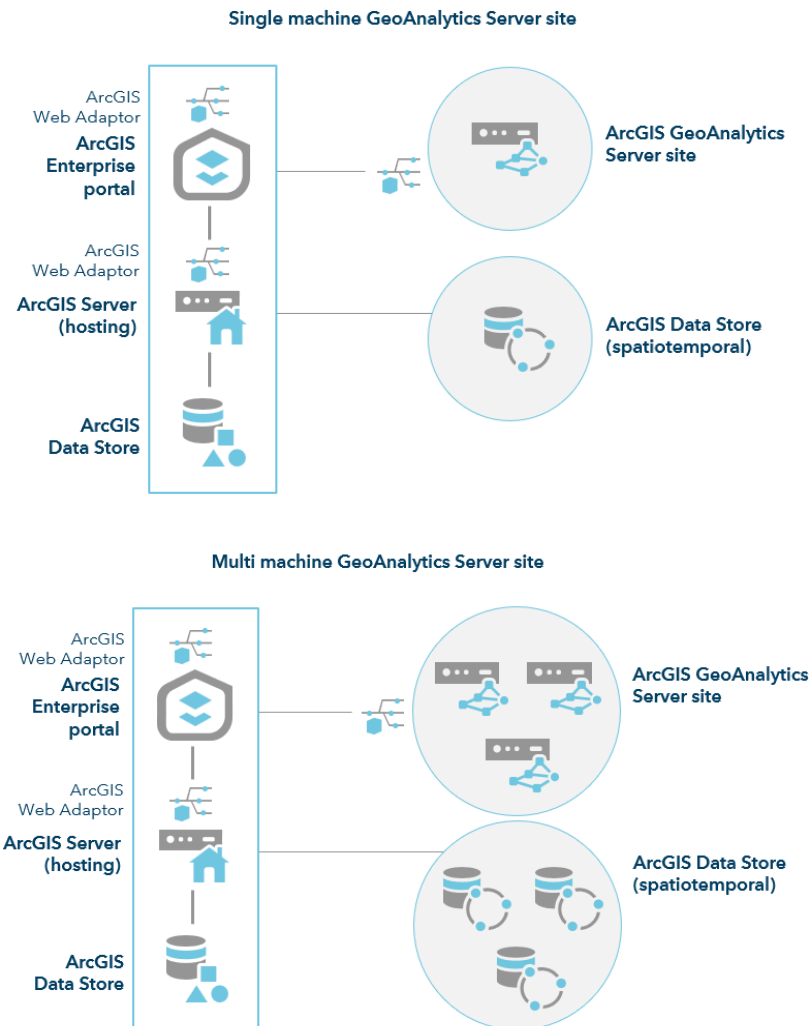 Single machine GeoAnalytics Server site
ArcGIS
Web Adaptor
ArcGIS
Enterprise
portal
ArcGIS
Web Adaptor
ArcGIS Server
(hosting)
ArcGIS
Data Store
ArcGIS GeoAnalytics
Server site
ArcGIS Data Store
(spatiotemporal)
Multi machine GeoAnalytics Server site
ArcGIS
Web Adaptor
ArcGIS
Enterprise
portal
ArcGIS
Web Adaptor
ArcGIS Server
(hosting)
ArcGIS
Data Store
ArcGIS GeoAnalytics
Server site
ArcGIS Data Store
(spatiotemporal)